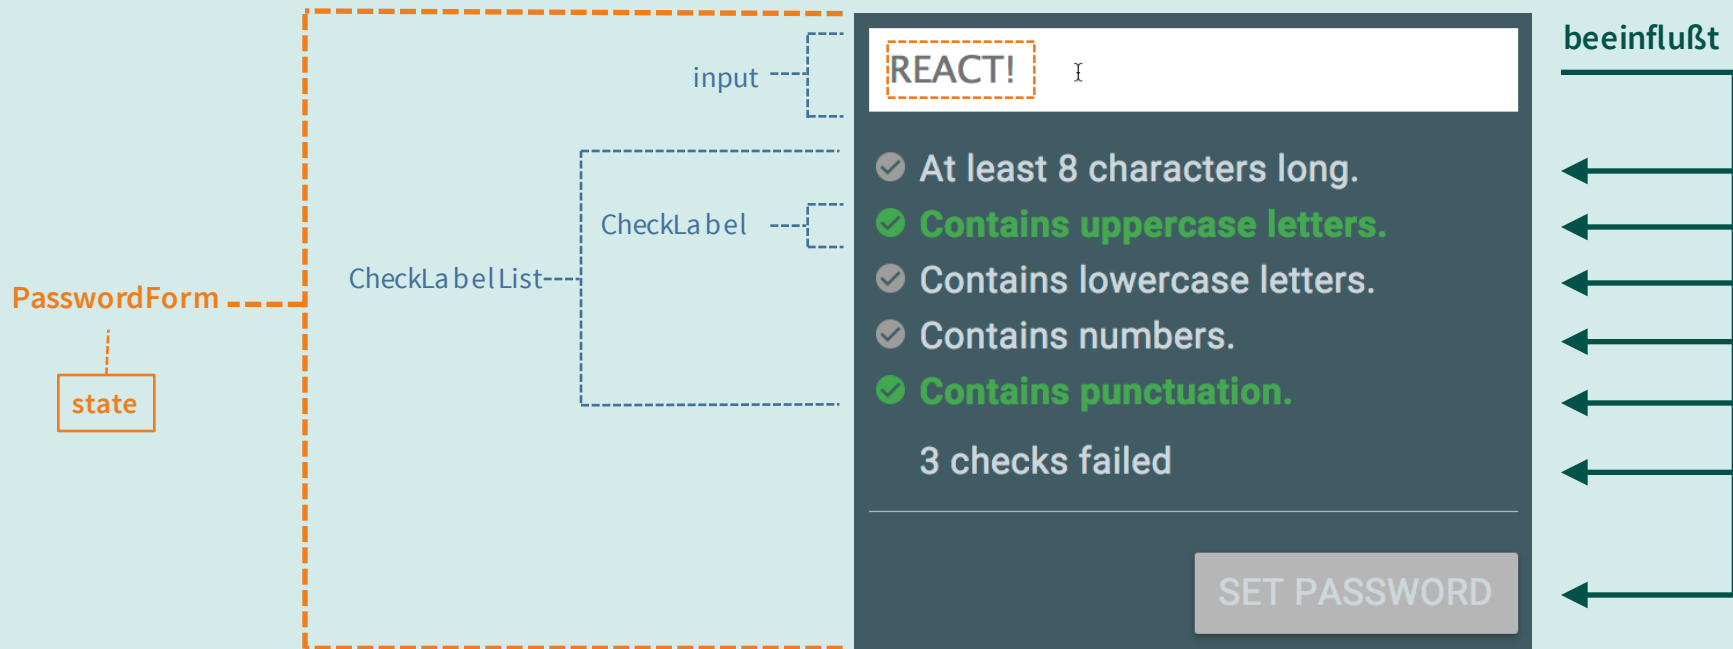 beeinflußt
REACT!
input
At least 8 characters long.
CheckLabel
Contains uppercase letters.
CheckLabelList
Contains lowercase letters.
PasswordForm
Contains numbers.
state
Contains punctuation.
3 checks failed
SET PASSWORD